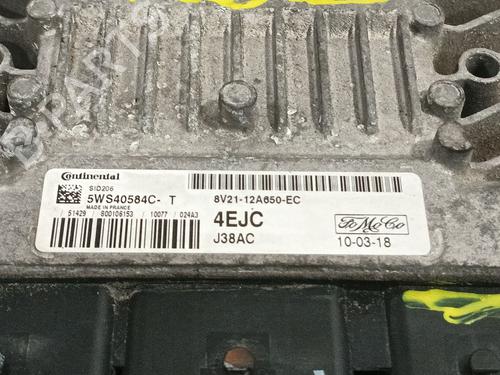 B-PARTS
Continental
SID206
5WS40584C- T
MADE IN FRANCE
/ 51429 / S00106153 / 10077 / 024A3
8V21-12A650-EC
4EJC
J38AC
FoMoCo
10-03-18